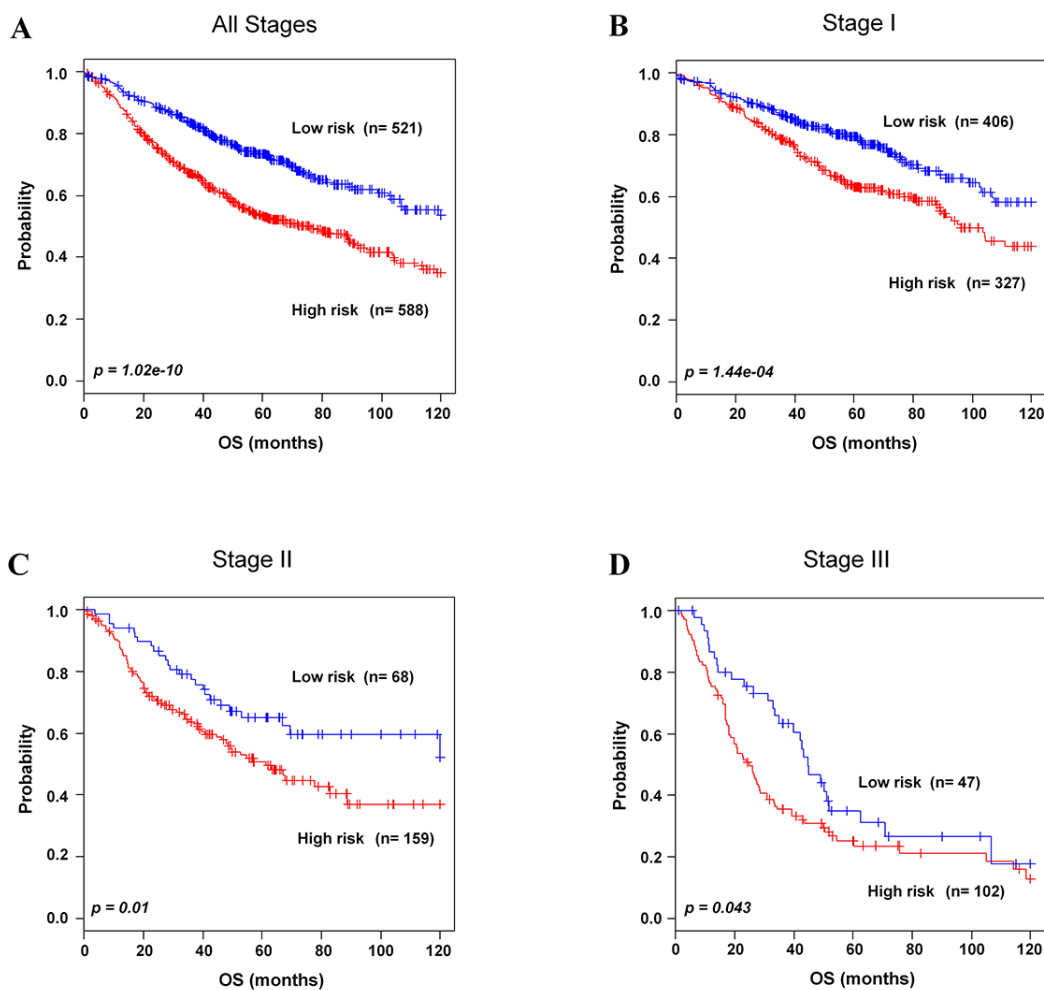 A
All Stages
1.0
0.8
0.6
0.4
0.2
0.0
Probability
Low risk (n= 521)
High risk (n= 588)
p = 1.02e-10
0 20 40 60 80 100 120
OS (months)
B
Stage I
1.0
0.8
0.6
0.4
0.2
0.0
Probability
Low risk (n= 406)
High risk (n= 327)
p = 1.44e-04
0 20 40 60 80 100 120
OS (months)
C
Stage II
1.0
0.8
0.6
0.4
0.2
0.0
Probability
Low risk (n= 68)
High risk (n= 159)
p = 0.01
0 20 40 60 80 100 120
OS (months)
D
Stage III
1.0
0.8
0.6
0.4
0.2
0.0
Probability
Low risk (n= 47)
High risk (n= 102)
p = 0.043
0 20 40 60 80 100 120
OS (months)